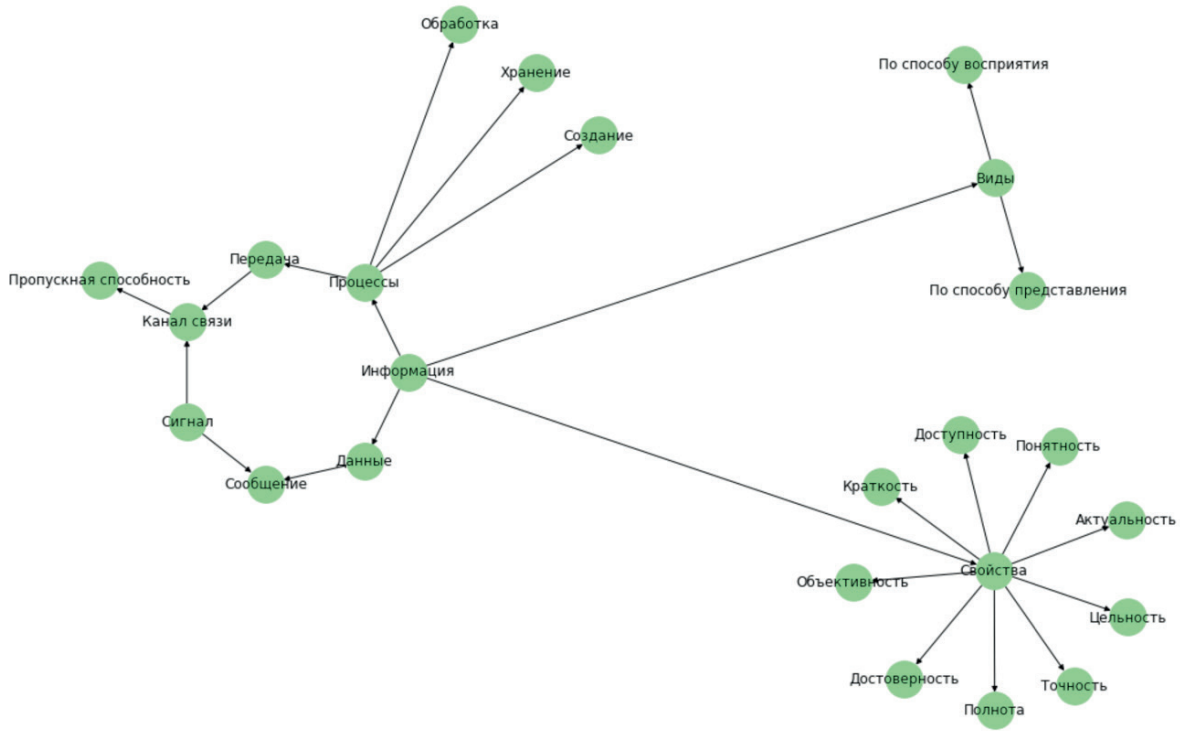 Обработка
По способу восприятия
Хранение
Создание
Виды
Передача
Пропускная способность
Процессы
По способу представления
Канал связи
Информация
Сигнал
Доступность
Понятность
Данные
Сообщение
Краткость
Актуальность
Свойства
Объективность
Цельность
Достоверность
Точность
Полнота